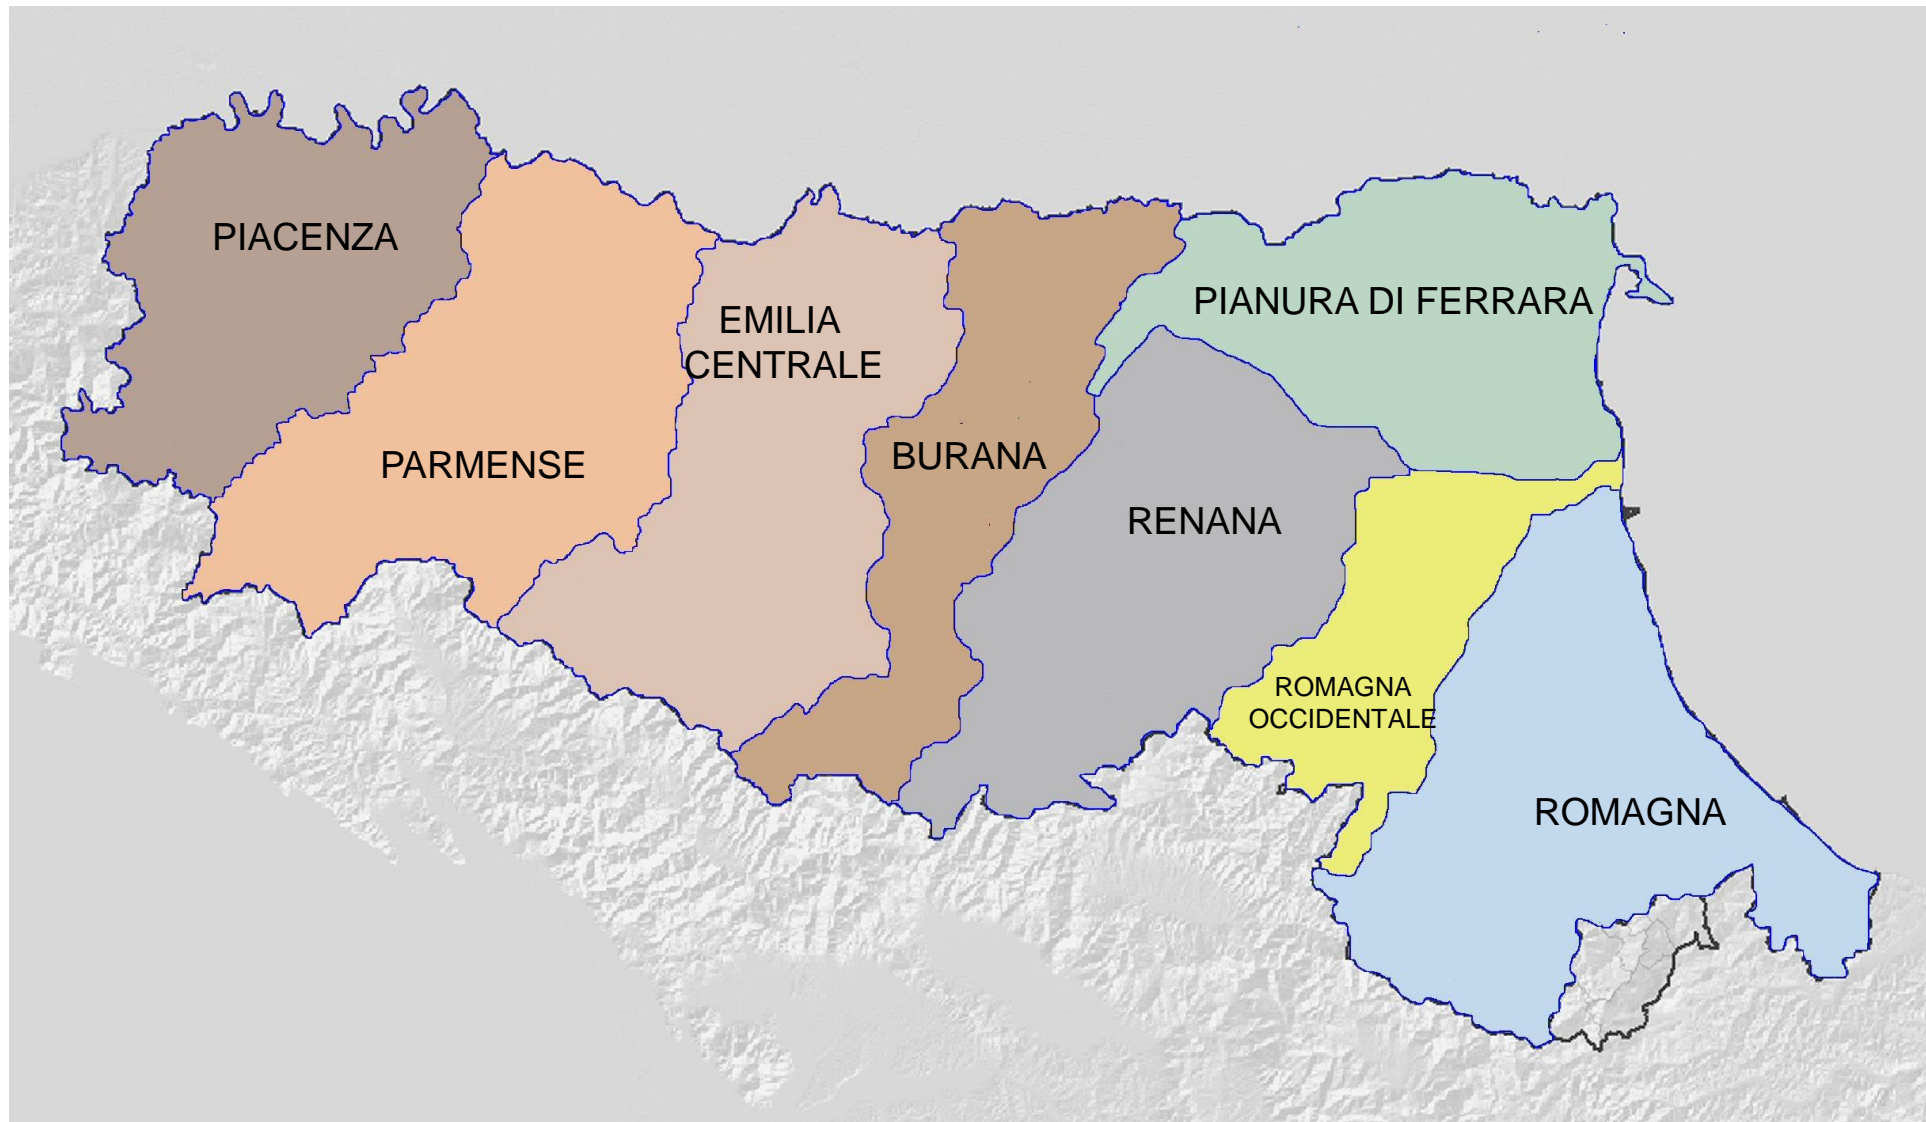 PIACENZA
PIANURA DI FERRARA
EMILIA
CENTRALE
PARMENSE
BURANA
RENANA
ROMAGNA
OCCIDENTALE
ROMAGNA